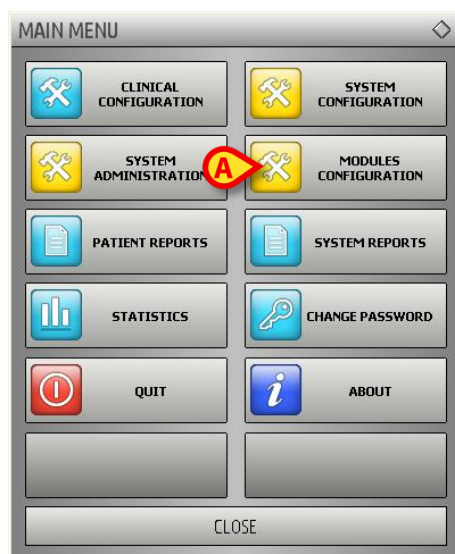 MAIN MENU
CLINICAL
CONFIGURATION
SYSTEM
CONFIGURATION
SYSTEM
ADMINISTRATION
A
MODULES
CONFIGURATION
PATIENT REPORTS
SYSTEM REPORTS
STATISTICS
CHANGE PASSWORD
QUIT
i
ABOUT
CLOSE